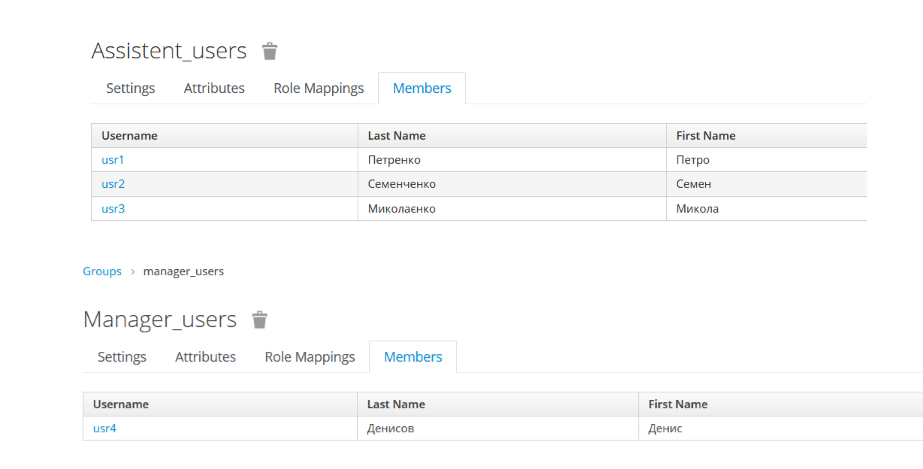 Assistent_users
Settings Attributes Role Mappings Members
Username Last Name First Name
usr1 Петренко Петро
usr2 Семенченко Семен
usr3 Миколаєнко Микола
Groups > manager_users
Manager_users
Settings Attributes Role Mappings Members
Username Last Name First Name
usr4 Денисов Денис